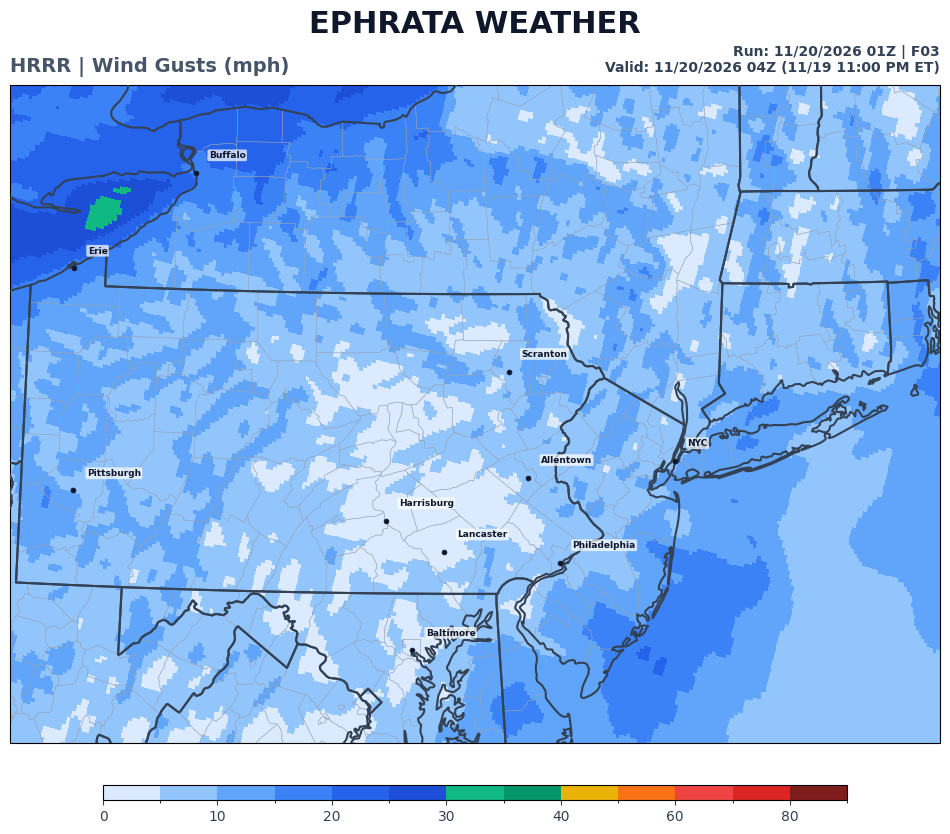 EPHRATA WEATHER
HRRR | Wind Gusts (mph)
Run: 11/20/2026 01Z | F03
Valid: 11/20/2026 04Z (11/19 11:00 PM ET)
Buffalo
Erie
Scranton
NYC
Allentown
Pittsburgh
Harrisburg
Lancaster
Philadelphia
Baltimore
0 10 20 30 40 60 80